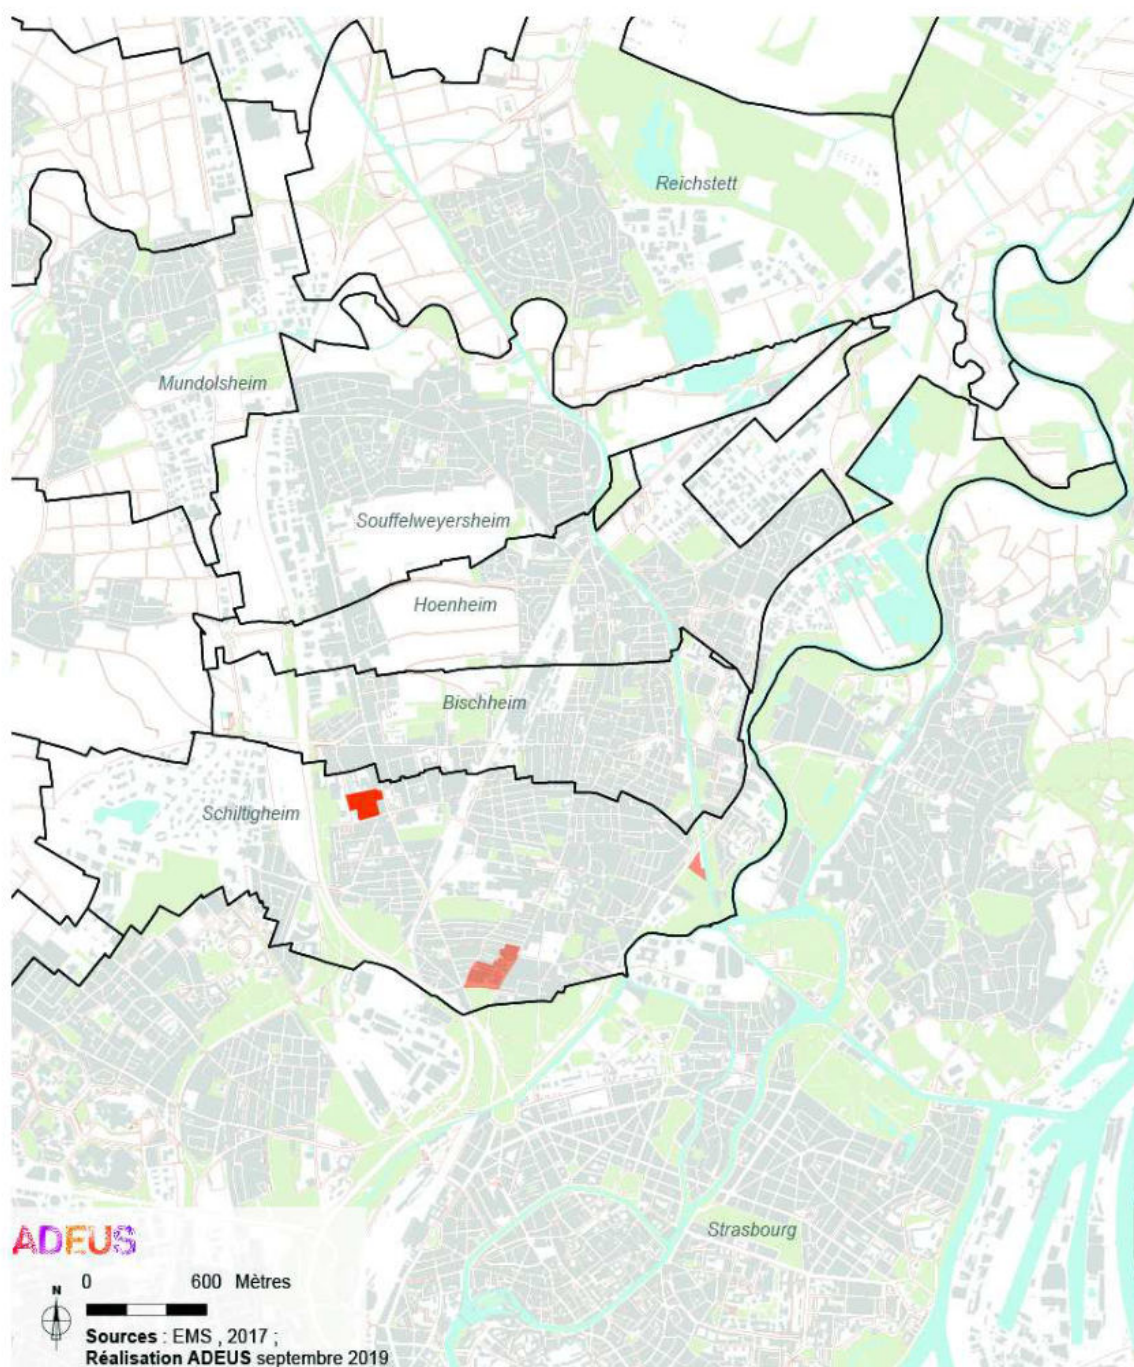 Reichstett
Mundolsheim
Souffelweyersheim
Hoenheim
Bischheim
Schiltigheim
Strasbourg
ADEUS
N
0 600 Mètres
Sources : EMS , 2017 ;
Réalisation ADEUS septembre 2019